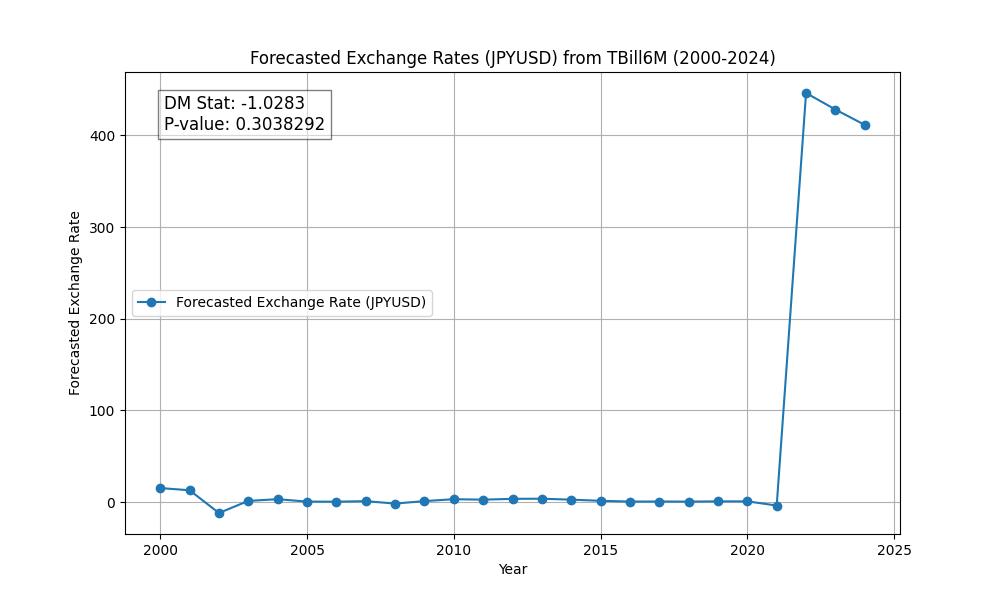 Forecasted Exchange Rates (JPYUSD) from TBill6M (2000-2024)
DM Stat: -1.0283
P-value: 0.3038292
Forecasted Exchange Rate (JPYUSD)
Forecasted Exchange Rate
400
300
200
100
0
2000 2005 2010 2015 2020 2025
Year